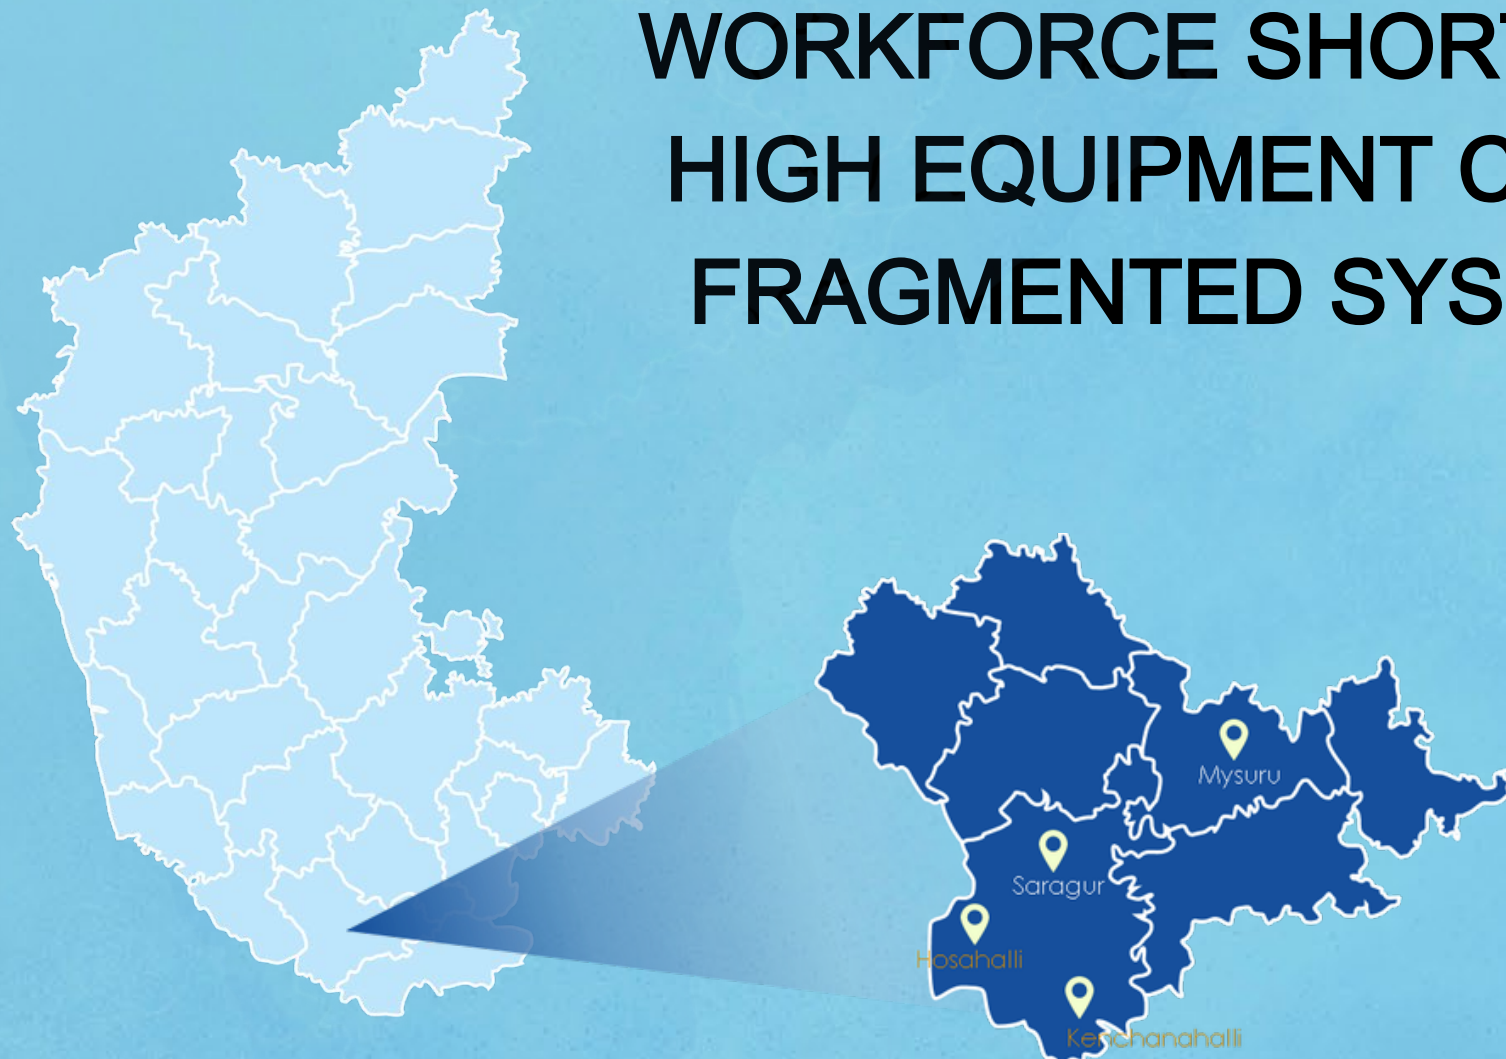 WORKFORCE SHORT
HIGH EQUIPMENT C
FRAGMENTED SYS
Mysuru
Saragur
Hosahalli
Kenchanahalli